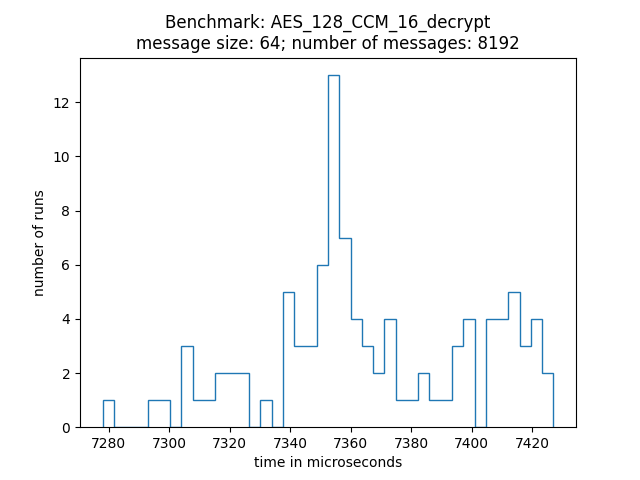 Benchmark: AES_128_CCM_16_decrypt
message size: 64; number of messages: 8192
number of runs
12
10
8
6
4
2
0
7280 7300 7320 7340 7360 7380 7400 7420
time in microseconds